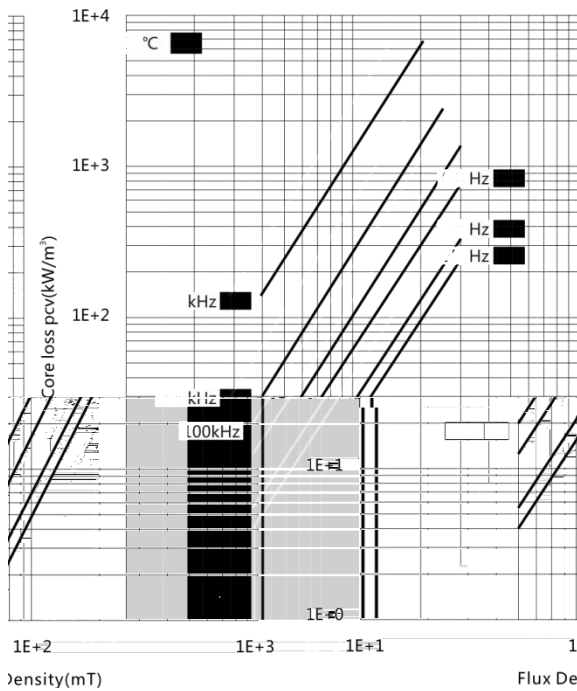 1E+4
°C
1E+3
Hz
Hz
Hz
Core loss pcv(kW/m³)
kHz
1E+2
kHz
100kHz
1E+1
1E+0
1E+2
1E+3
1E+1
1
Density(mT)
Flux De